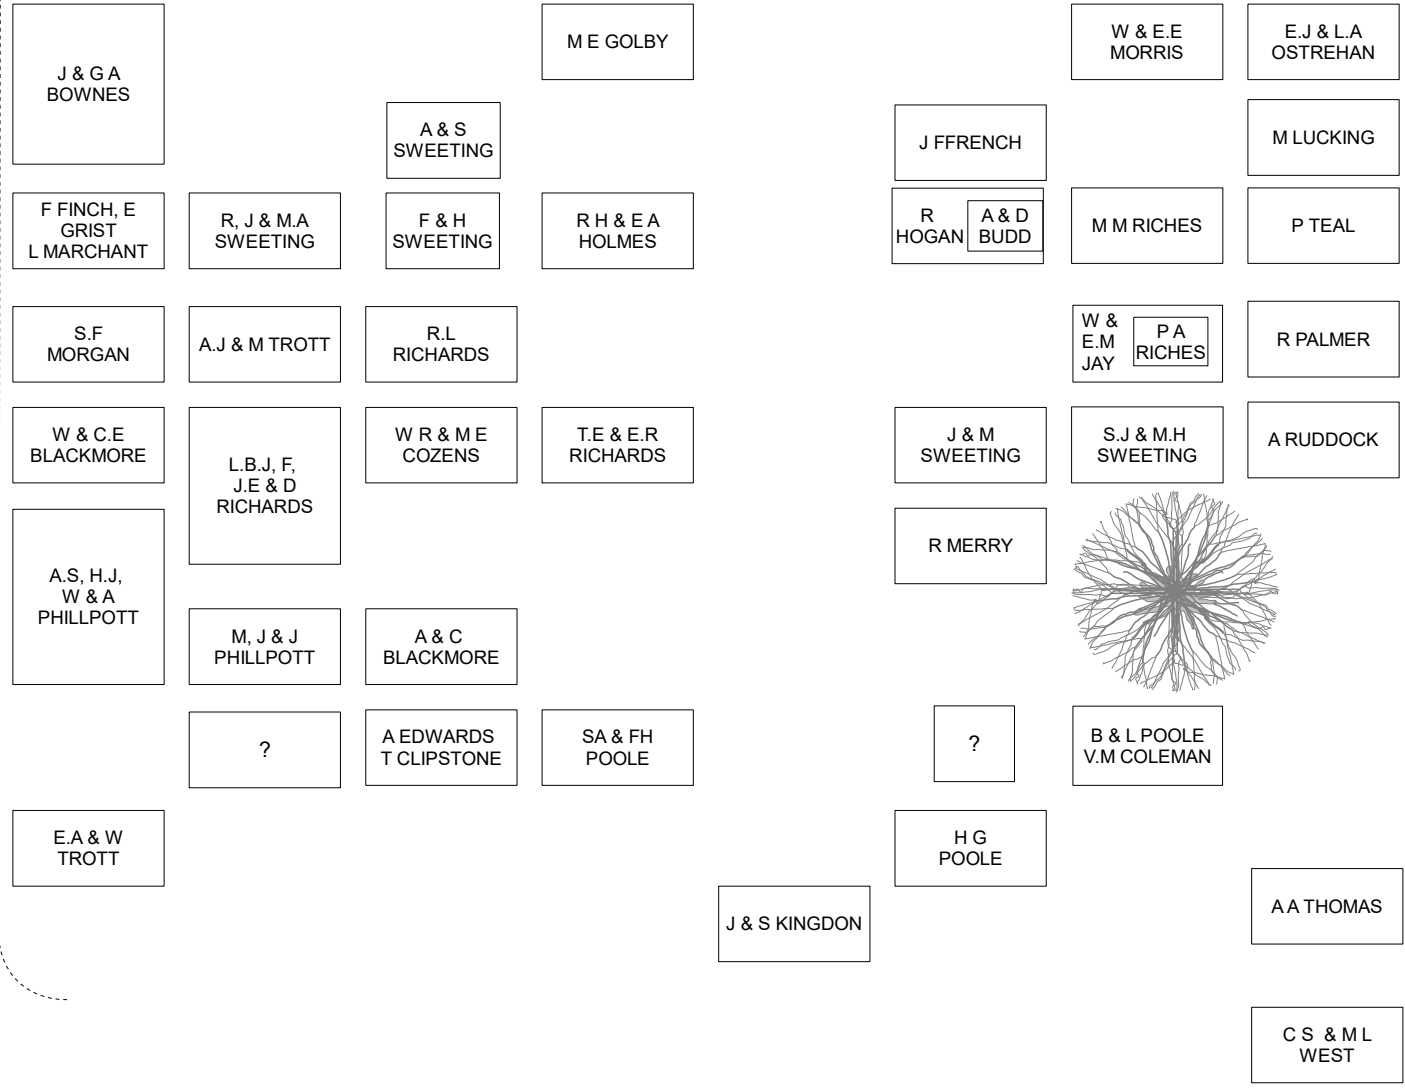 J & G A
BOWNES
M E GOLBY
W & E.E
MORRIS
E.J & L.A
OSTREHAN
A & S
SWEETING
J FFRENCH
M LUCKING
F FINCH, E
GRIST
L MARCHANT
R, J & M.A
SWEETING
F & H
SWEETING
R H & E A
HOLMES
R
HOGAN
A & D
BUDD
M M RICHES
P TEAL
S.F
MORGAN
A.J & M TROTT
R.L
RICHARDS
W &
E.M
JAY
P A
RICHES
R PALMER
W & C.E
BLACKMORE
L.B.J, F,
J.E & D
RICHARDS
W R & M E
COZENS
T.E & E.R
RICHARDS
J & M
SWEETING
S.J & M.H
SWEETING
A RUDDOCK
A.S, H.J,
W & A
PHILLPOTT
R MERRY
M, J & J
PHILLPOTT
A & C
BLACKMORE
?
A EDWARDS
T CLIPSTONE
SA & FH
POOLE
?
B & L POOLE
V.M COLEMAN
E.A & W
TROTT
H G
POOLE
J & S KINGDON
A A THOMAS
C S & M L
WEST